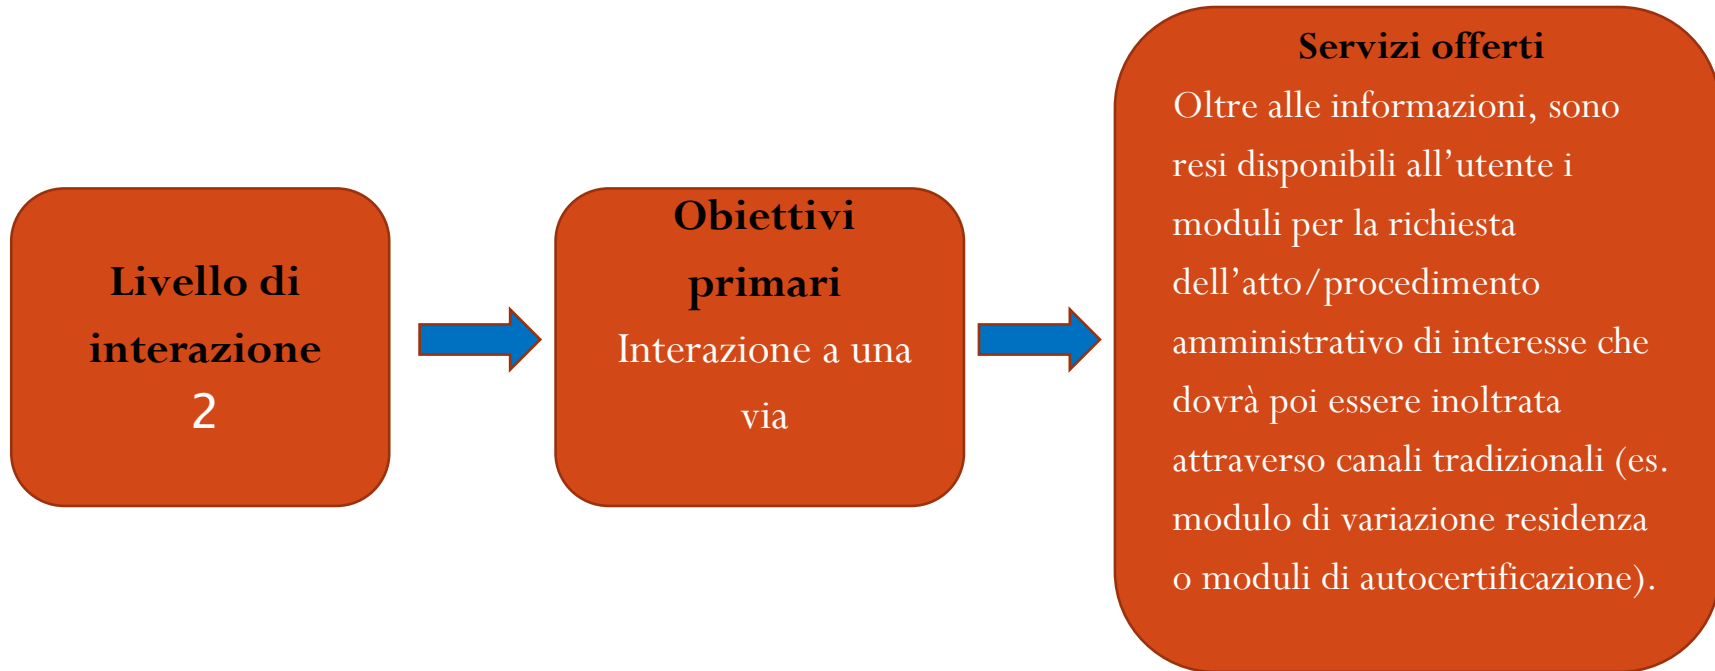 Livello di
interazione
2
Obiettivi
primari
Interazione a una
via
Servizi offerti
Oltre alle informazioni, sono
resi disponibili all’utente i
moduli per la richiesta
dell’atto/procedimento
amministrativo di interesse che
dovrà poi essere inoltrata
attraverso canali tradizionali (es.
modulo di variazione residenza
o moduli di autocertificazione).